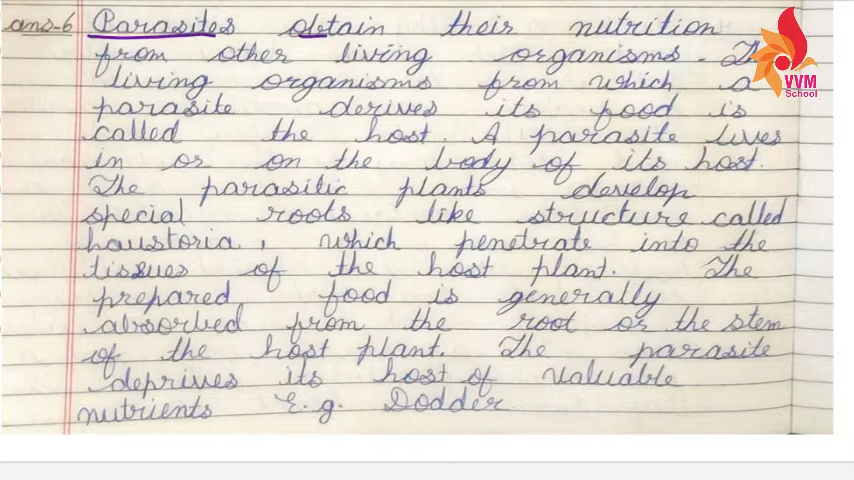 ans-6 Parasites obtain their nutrition
from other living organisms. Th
living organisms from which a
parasite derives its food is
called the host. A parasite lives
in or on the body of its host.
The parasitic plants develop
special roots like structure called
haustoria, which penetrate into the
tissues of the host plant. The
prepared food is generally
absorbed from the root or the stem
of the host plant. The parasite
deprives its host of valuable
nutrients E.g. Dodder
VVM
School